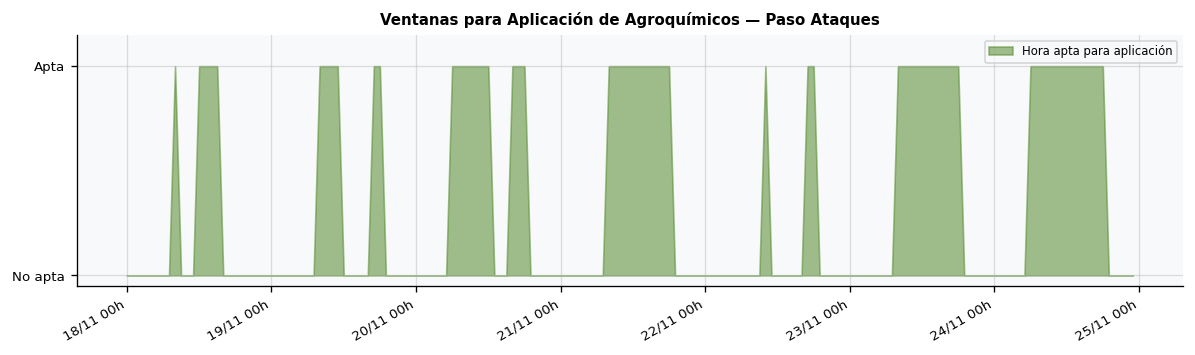 Ventanas para Aplicación de Agroquímicos — Paso Ataques
Hora apta para aplicación
Apta
No apta
18/11 00h
19/11 00h
20/11 00h
21/11 00h
22/11 00h
23/11 00h
24/11 00h
25/11 00h